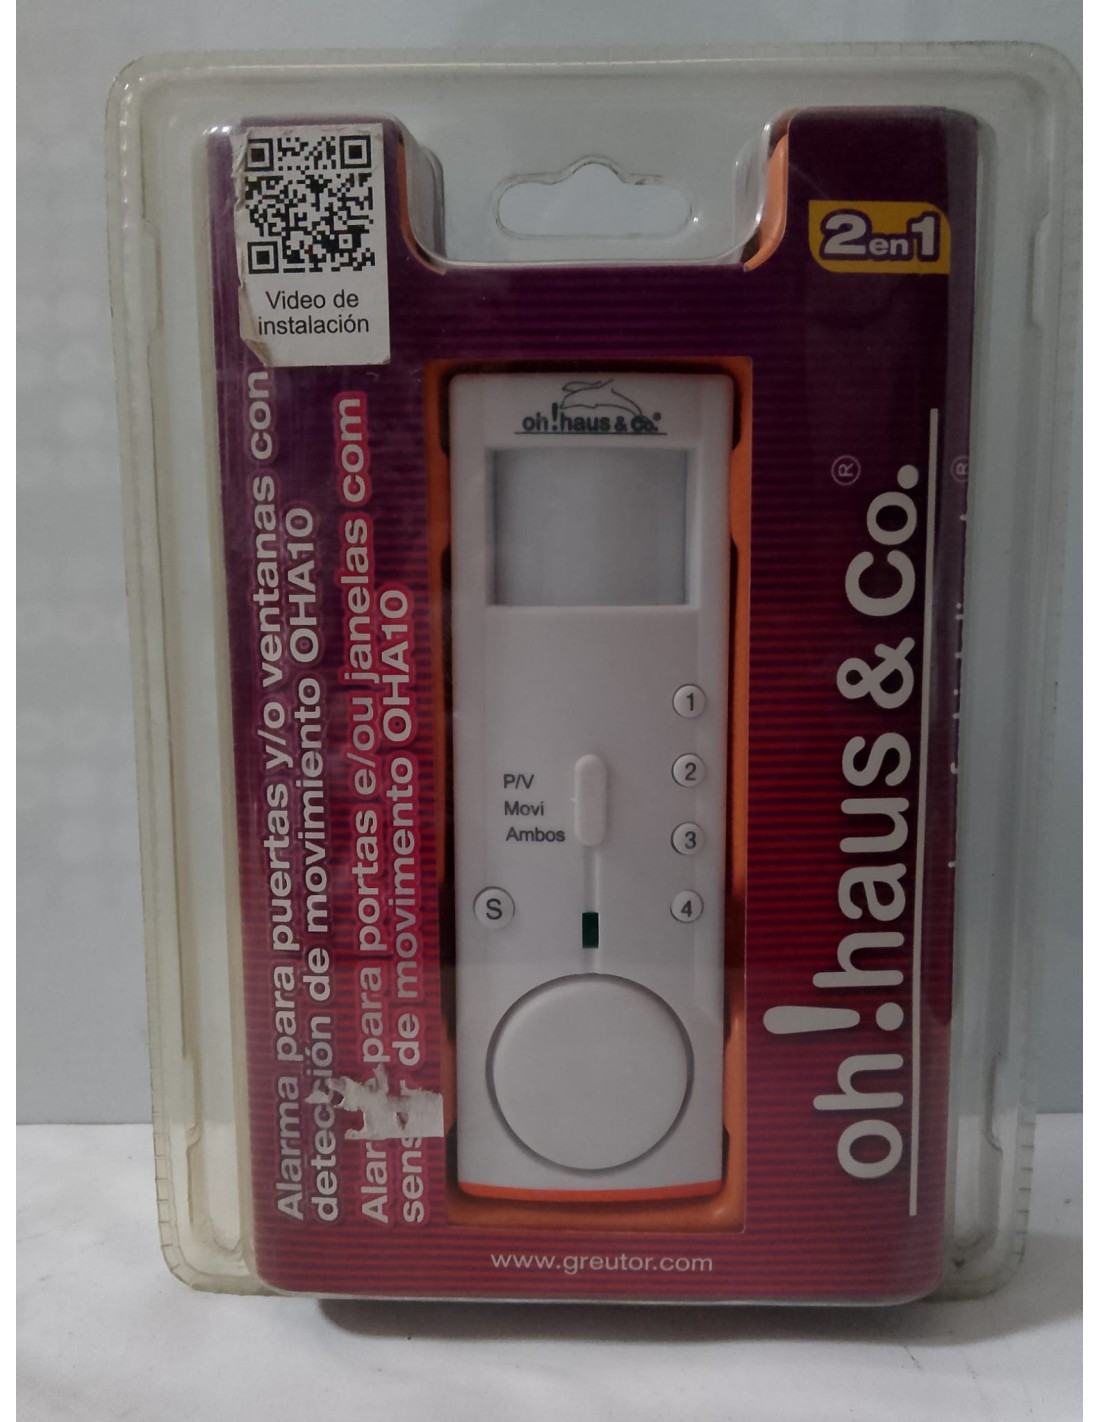 Video de
instalación
2en1
Alarma para puertas y/o ventanas con
detección de movimiento OHA10
para portas e/ou janelas com
de movimento OHA10
oh!haus & Co.®
P/V
Movi
Ambos
S
1
2
3
4
oh!haus & Co.®
www.greutor.com